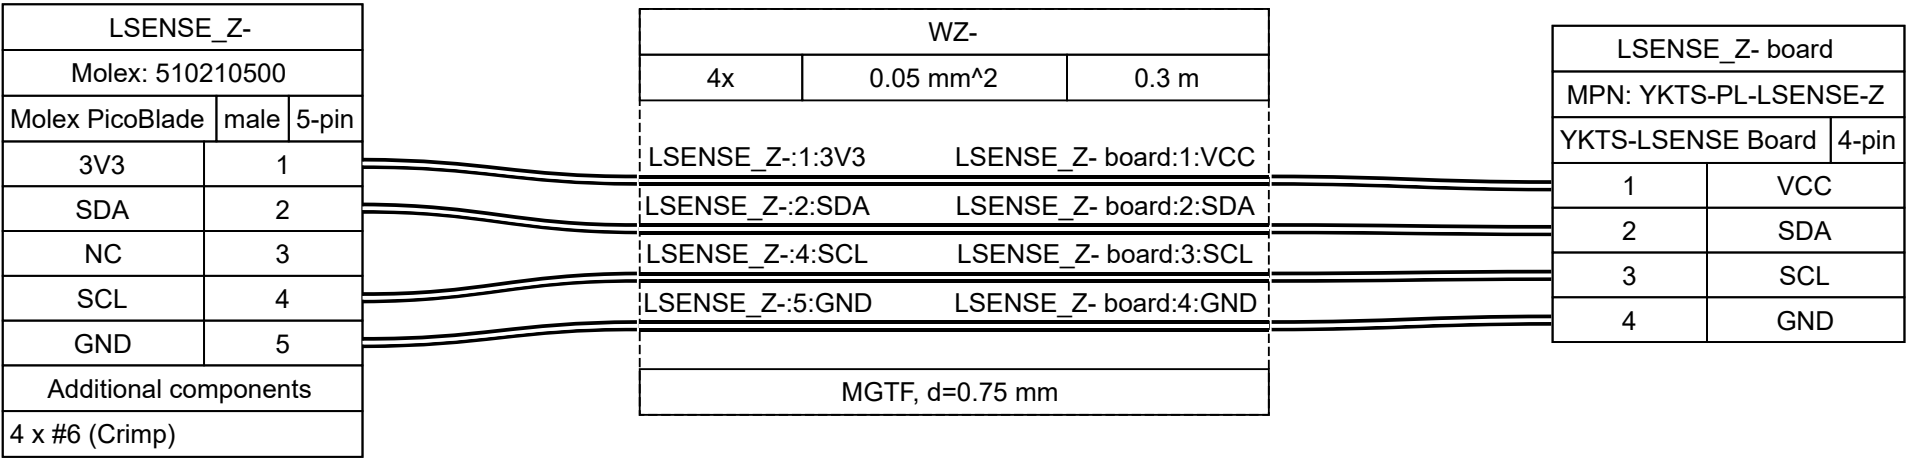 LSENSE_Z-
Molex: 510210500
Molex PicoBlade male 5-pin
3V3 1
SDA 2
NC 3
SCL 4
GND 5
Additional components
4 x #6 (Crimp)
WZ-
4x 0.05 mm^2 0.3 m
LSENSE_Z-:1:3V3 LSENSE_Z- board:1:VCC
LSENSE_Z-:2:SDA LSENSE_Z- board:2:SDA
LSENSE_Z-:4:SCL LSENSE_Z- board:3:SCL
LSENSE_Z-:5:GND LSENSE_Z- board:4:GND
MGTF, d=0.75 mm
LSENSE_Z- board
MPN: YKTS-PL-LSENSE-Z
YKTS-LSENSE Board 4-pin
1 VCC
2 SDA
3 SCL
4 GND